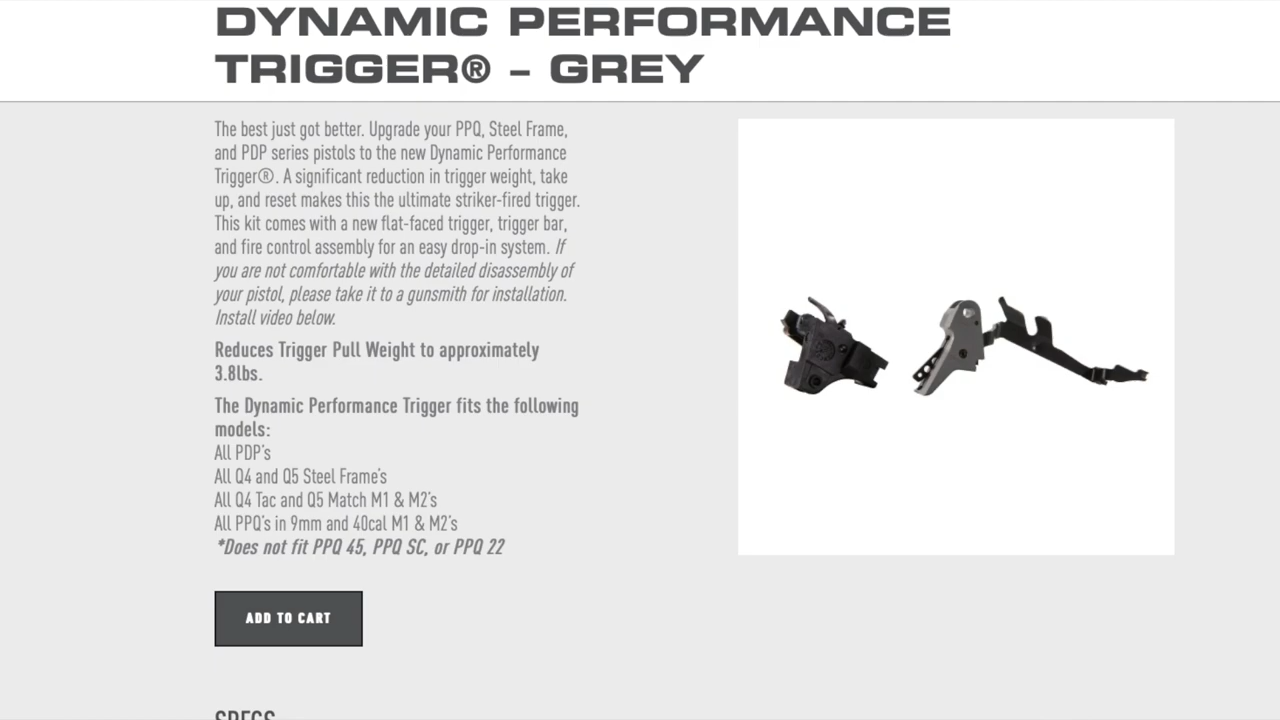 DYNAMIC PERFORMANCE
TRIGGER® – GREY
The best just got better. Upgrade your PPQ, Steel Frame,
and PDP series pistols to the new Dynamic Performance
Trigger®. A significant reduction in trigger weight, take
up, and reset makes this the ultimate striker-fired trigger.
This kit comes with a new flat-faced trigger, trigger bar,
and fire control assembly for an easy drop-in system. If
you are not comfortable with the detailed disassembly of
your pistol, please take it to a gunsmith for installation.
Install video below.
Reduces Trigger Pull Weight to approximately
3.8lbs.
The Dynamic Performance Trigger fits the following
models:
All PDP's
All Q4 and Q5 Steel Frame's
All Q4 Tac and Q5 Match M1 & M2's
All PPQ's in 9mm and 40cal M1 & M2's
*Does not fit PPQ 45, PPQ SC, or PPQ 22
ADD TO CART
SPECS